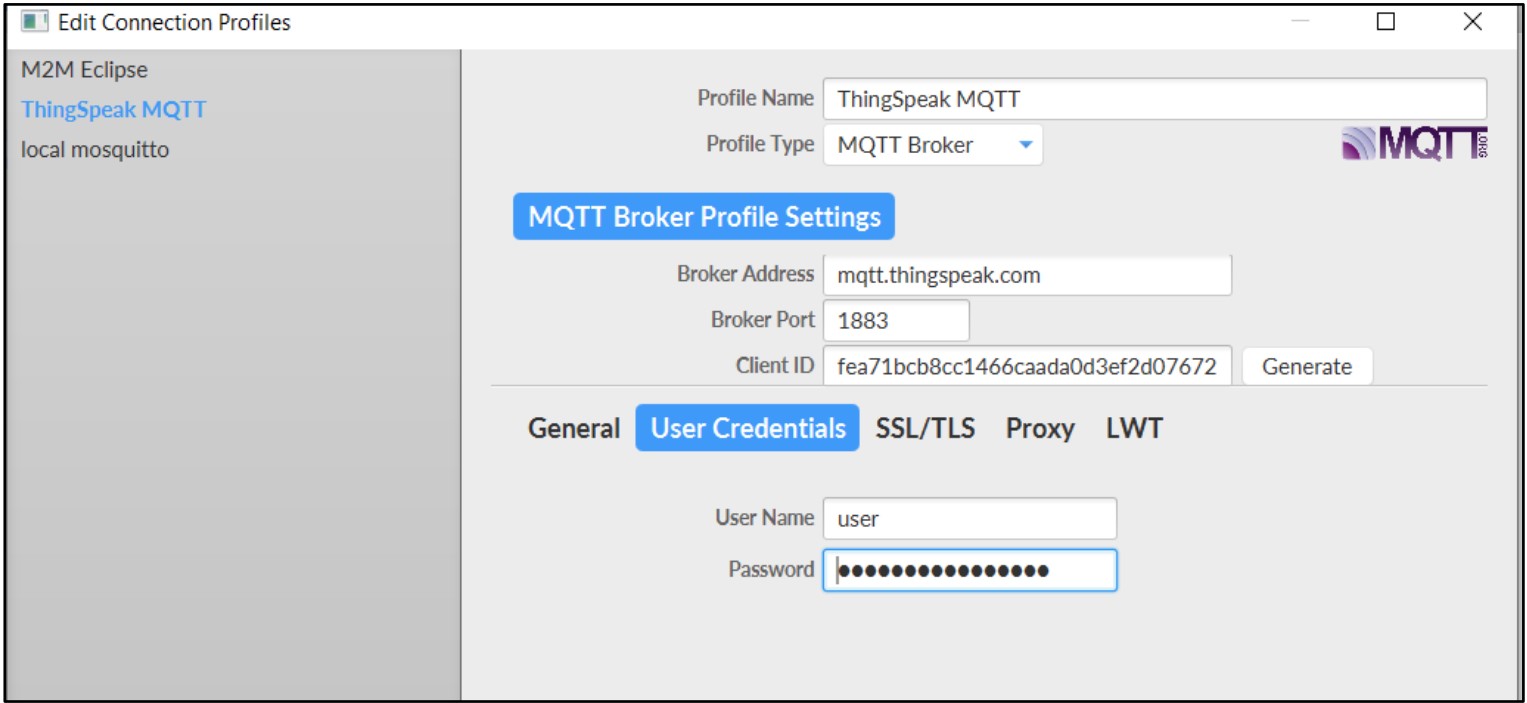 Edit Connection Profiles
M2M Eclipse
ThingSpeak MQTT
local mosquitto
Profile Name ThingSpeak MQTT
Profile Type MQTT Broker
MQTT.ORG
MQTT Broker Profile Settings
Broker Address mqtt.thingspeak.com
Broker Port 1883
Client ID fea71bcb8cc1466caada0d3ef2d07672 Generate
General User Credentials SSL/TLS Proxy LWT
User Name user
Password ••••••••••••••••